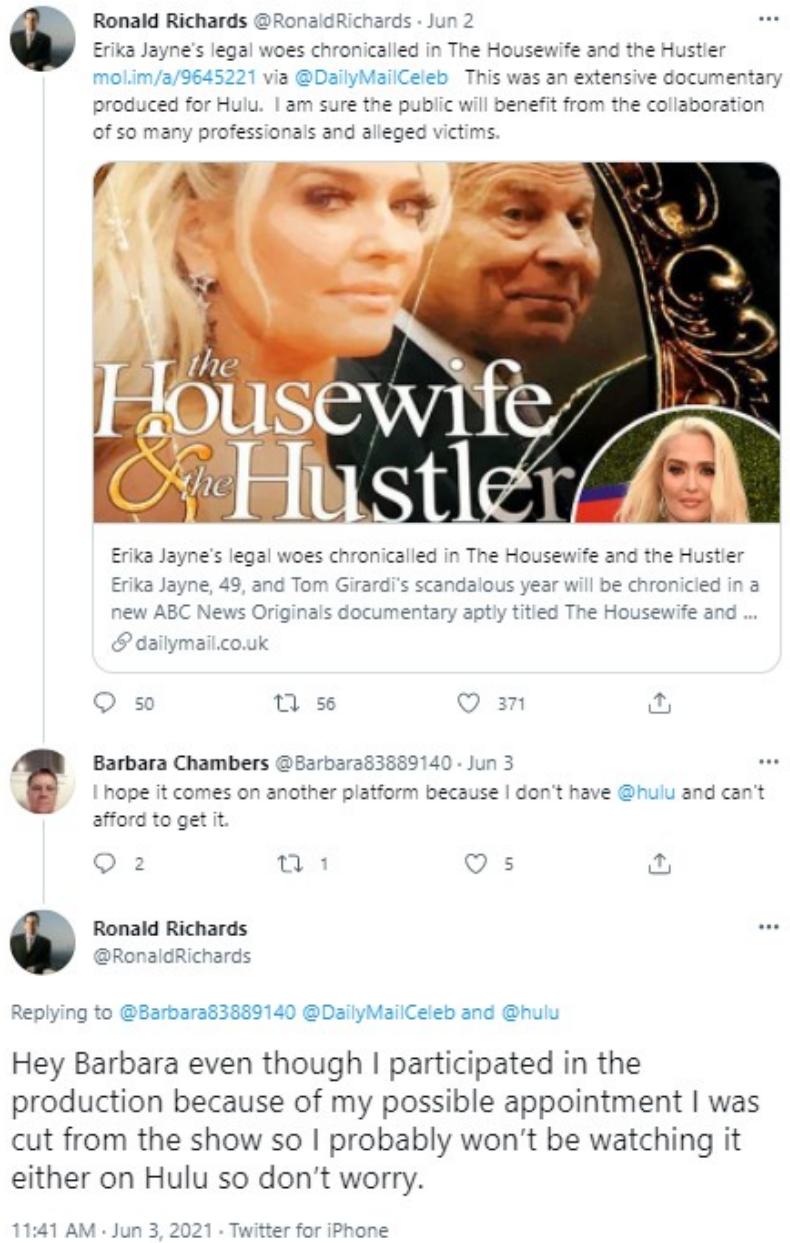 Ronald Richards @RonaldRichards · Jun 2
Erika Jayne's legal woes chronicalled in The Housewife and the Hustler
mol.im/a/9645221 via @DailyMailCeleb This was an extensive documentary
produced for Hulu. I am sure the public will benefit from the collaboration
of so many professionals and alleged victims.
the
Housewife
& the Hustler
Erika Jayne's legal woes chronicalled in The Housewife and the Hustler
Erika Jayne, 49, and Tom Girardi's scandalous year will be chronicled in a
new ABC News Originals documentary aptly titled The Housewife and ...
dailymail.co.uk
50 56 371
Barbara Chambers @Barbara83889140 · Jun 3
I hope it comes on another platform because I don't have @hulu and can't
afford to get it.
2 1 5
Ronald Richards
@RonaldRichards
Replying to @Barbara83889140 @DailyMailCeleb and @hulu
Hey Barbara even though I participated in the
production because of my possible appointment I was
cut from the show so I probably won't be watching it
either on Hulu so don't worry.
11:41 AM · Jun 3, 2021 · Twitter for iPhone